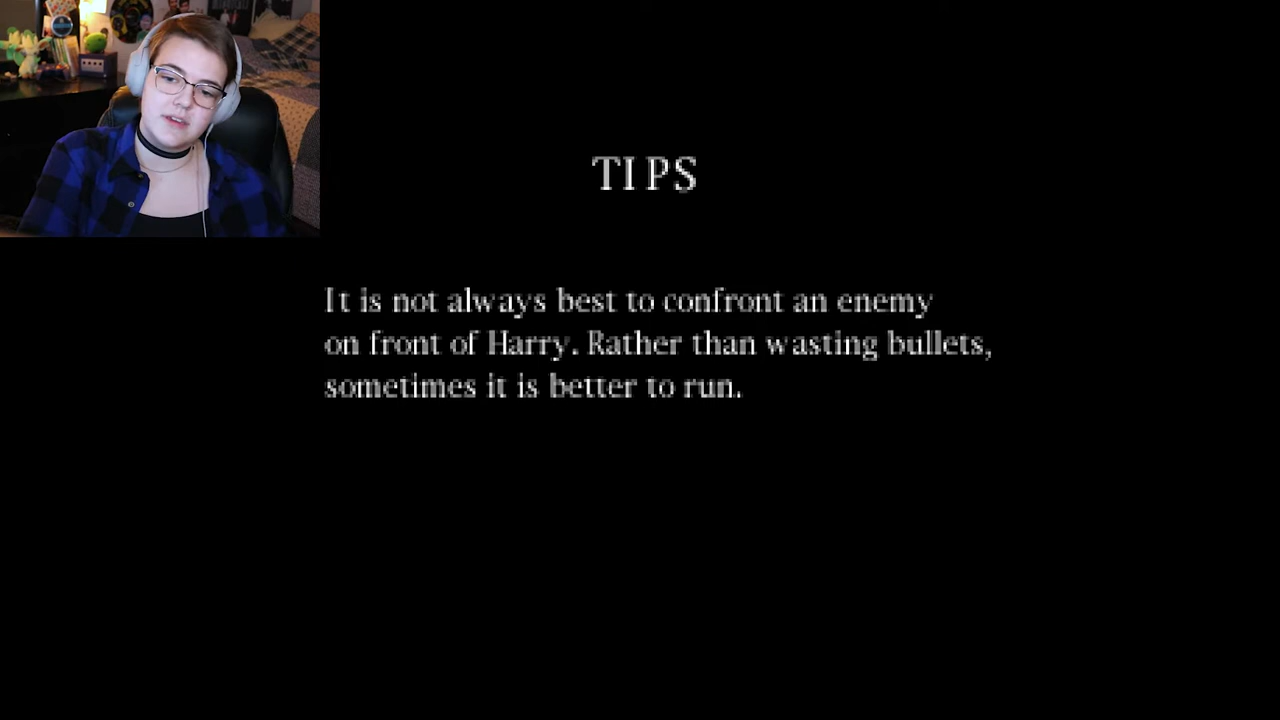 TIPS
It is not always best to confront an enemy
on front of Harry. Rather than wasting bullets,
sometimes it is better to run.